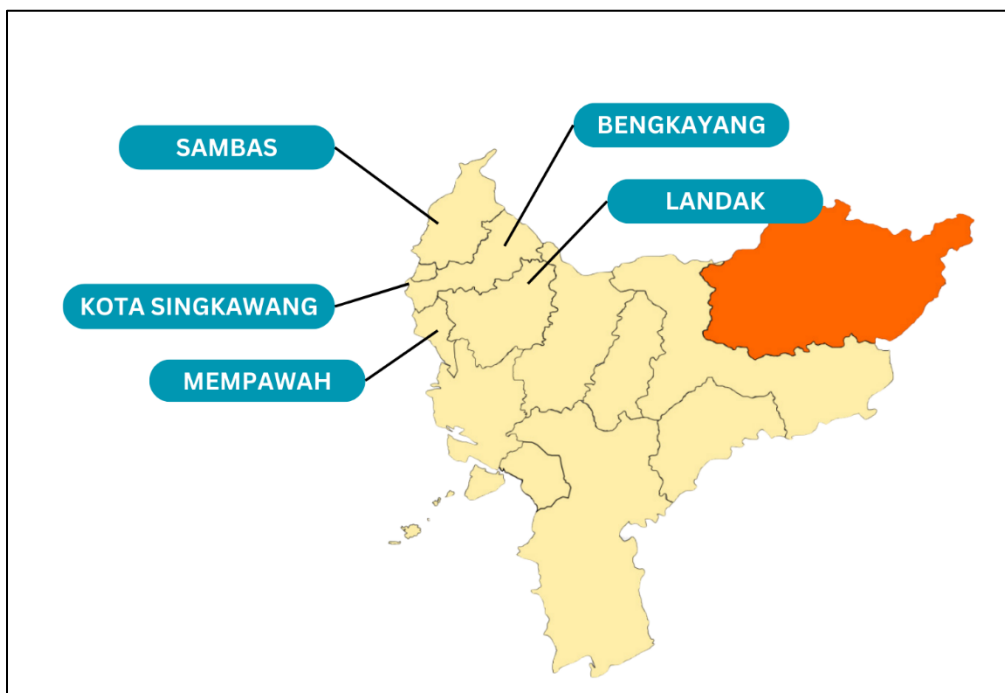 BENGKAYANG
SAMBAS
LANDAK
KOTA SINGKAWANG
MEMPAWAH